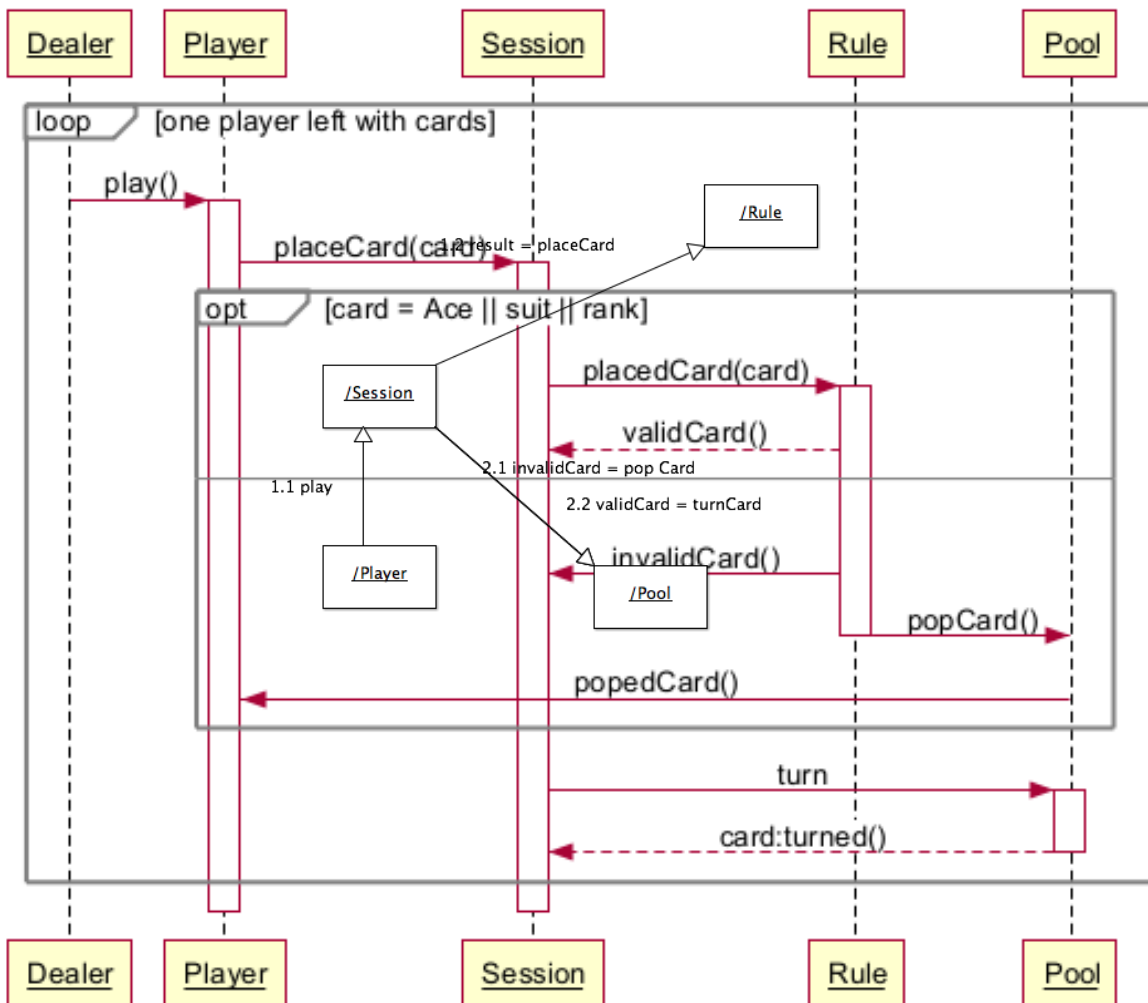 Dealer Player Session Rule Pool
loop [one player left with cards]
play()
/Rule
placeCard(card)
1.2 result = placeCard
opt [card = Ace || suit || rank]
placedCard(card)
/Session
validCard()
2.1 invalidCard = pop Card
1.1 play
2.2 validCard = turnCard
invalidCard()
/Player
/Pool
popCard()
popedCard()
turn
card:turned()
Dealer Player Session Rule Pool